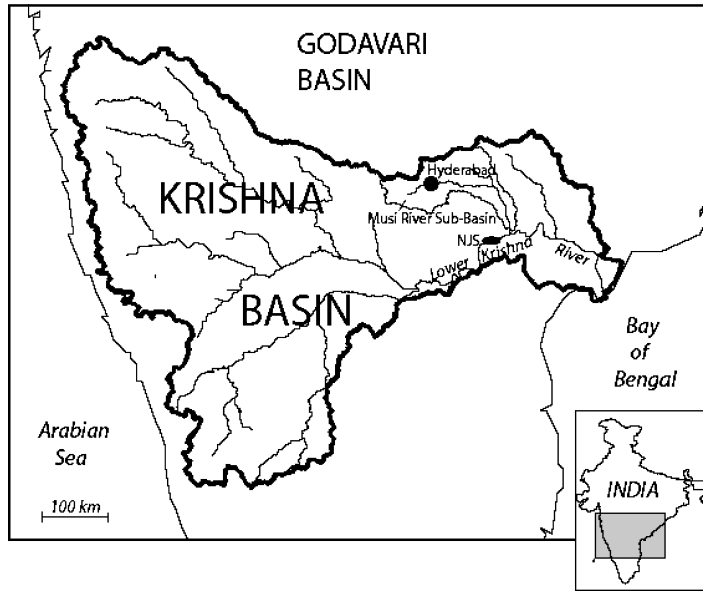 GODAVARI
BASIN
Hyderabad
KRISHNA
Musi River Sub-Basin
NJS
Lower Krishna River
BASIN
Bay
of
Bengal
Arabian
Sea
100 km
INDIA